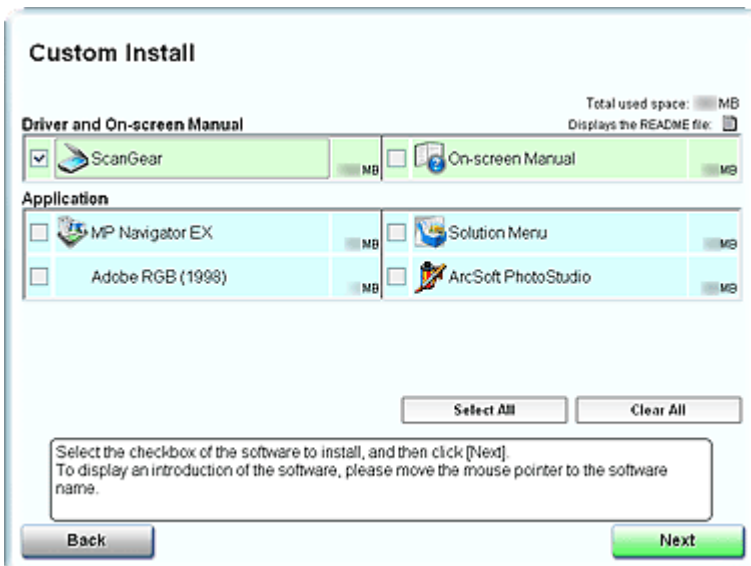 Custom Install
Total used space: MB
Driver and On-screen Manual
Displays the README file:
ScanGear MB
On-screen Manual MB
Application
MP Navigator EX MB
Solution Menu MB
Adobe RGB (1998) MB
ArcSoft PhotoStudio MB
Select All
Clear All
Select the checkbox of the software to install, and then click [Next].
To display an introduction of the software, please move the mouse pointer to the software
name.
Back
Next